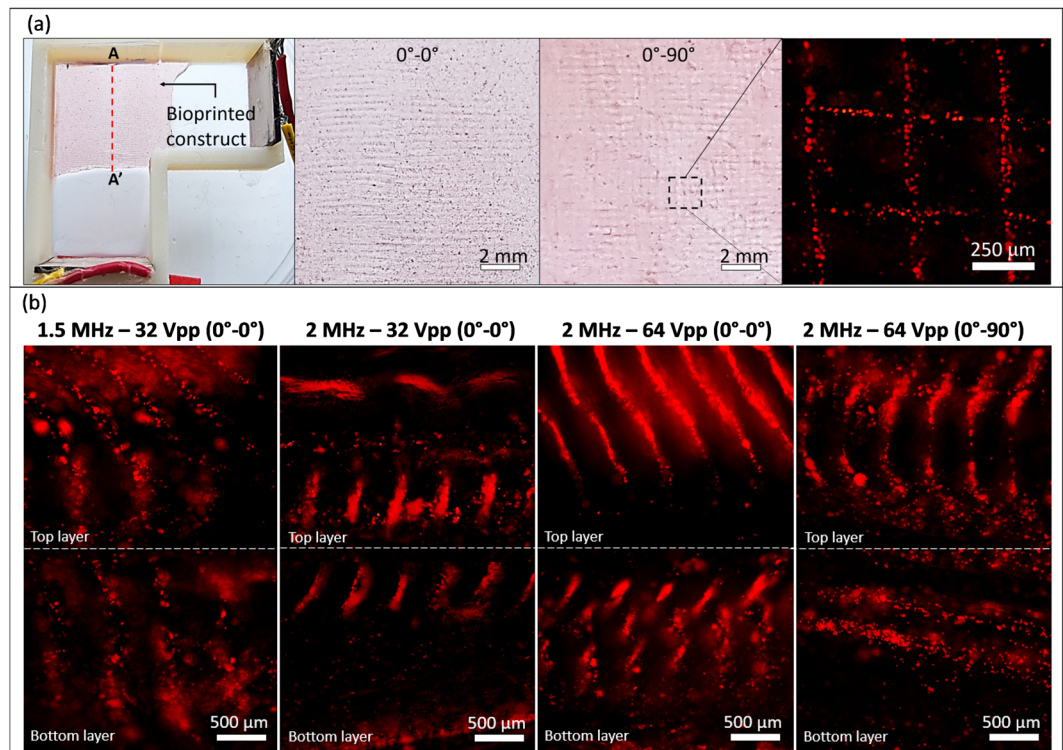 (a)
A
Bioprinted
construct
A'
0°-0°
2 mm
0°-90°
2 mm
250 µm
(b)
1.5 MHz – 32 Vpp (0°-0°)
2 MHz – 32 Vpp (0°-0°)
2 MHz – 64 Vpp (0°-0°)
2 MHz – 64 Vpp (0°-90°)
Top layer
Top layer
Top layer
Top layer
500 µm
Bottom layer
500 µm
Bottom layer
500 µm
Bottom layer
500 µm
Bottom layer